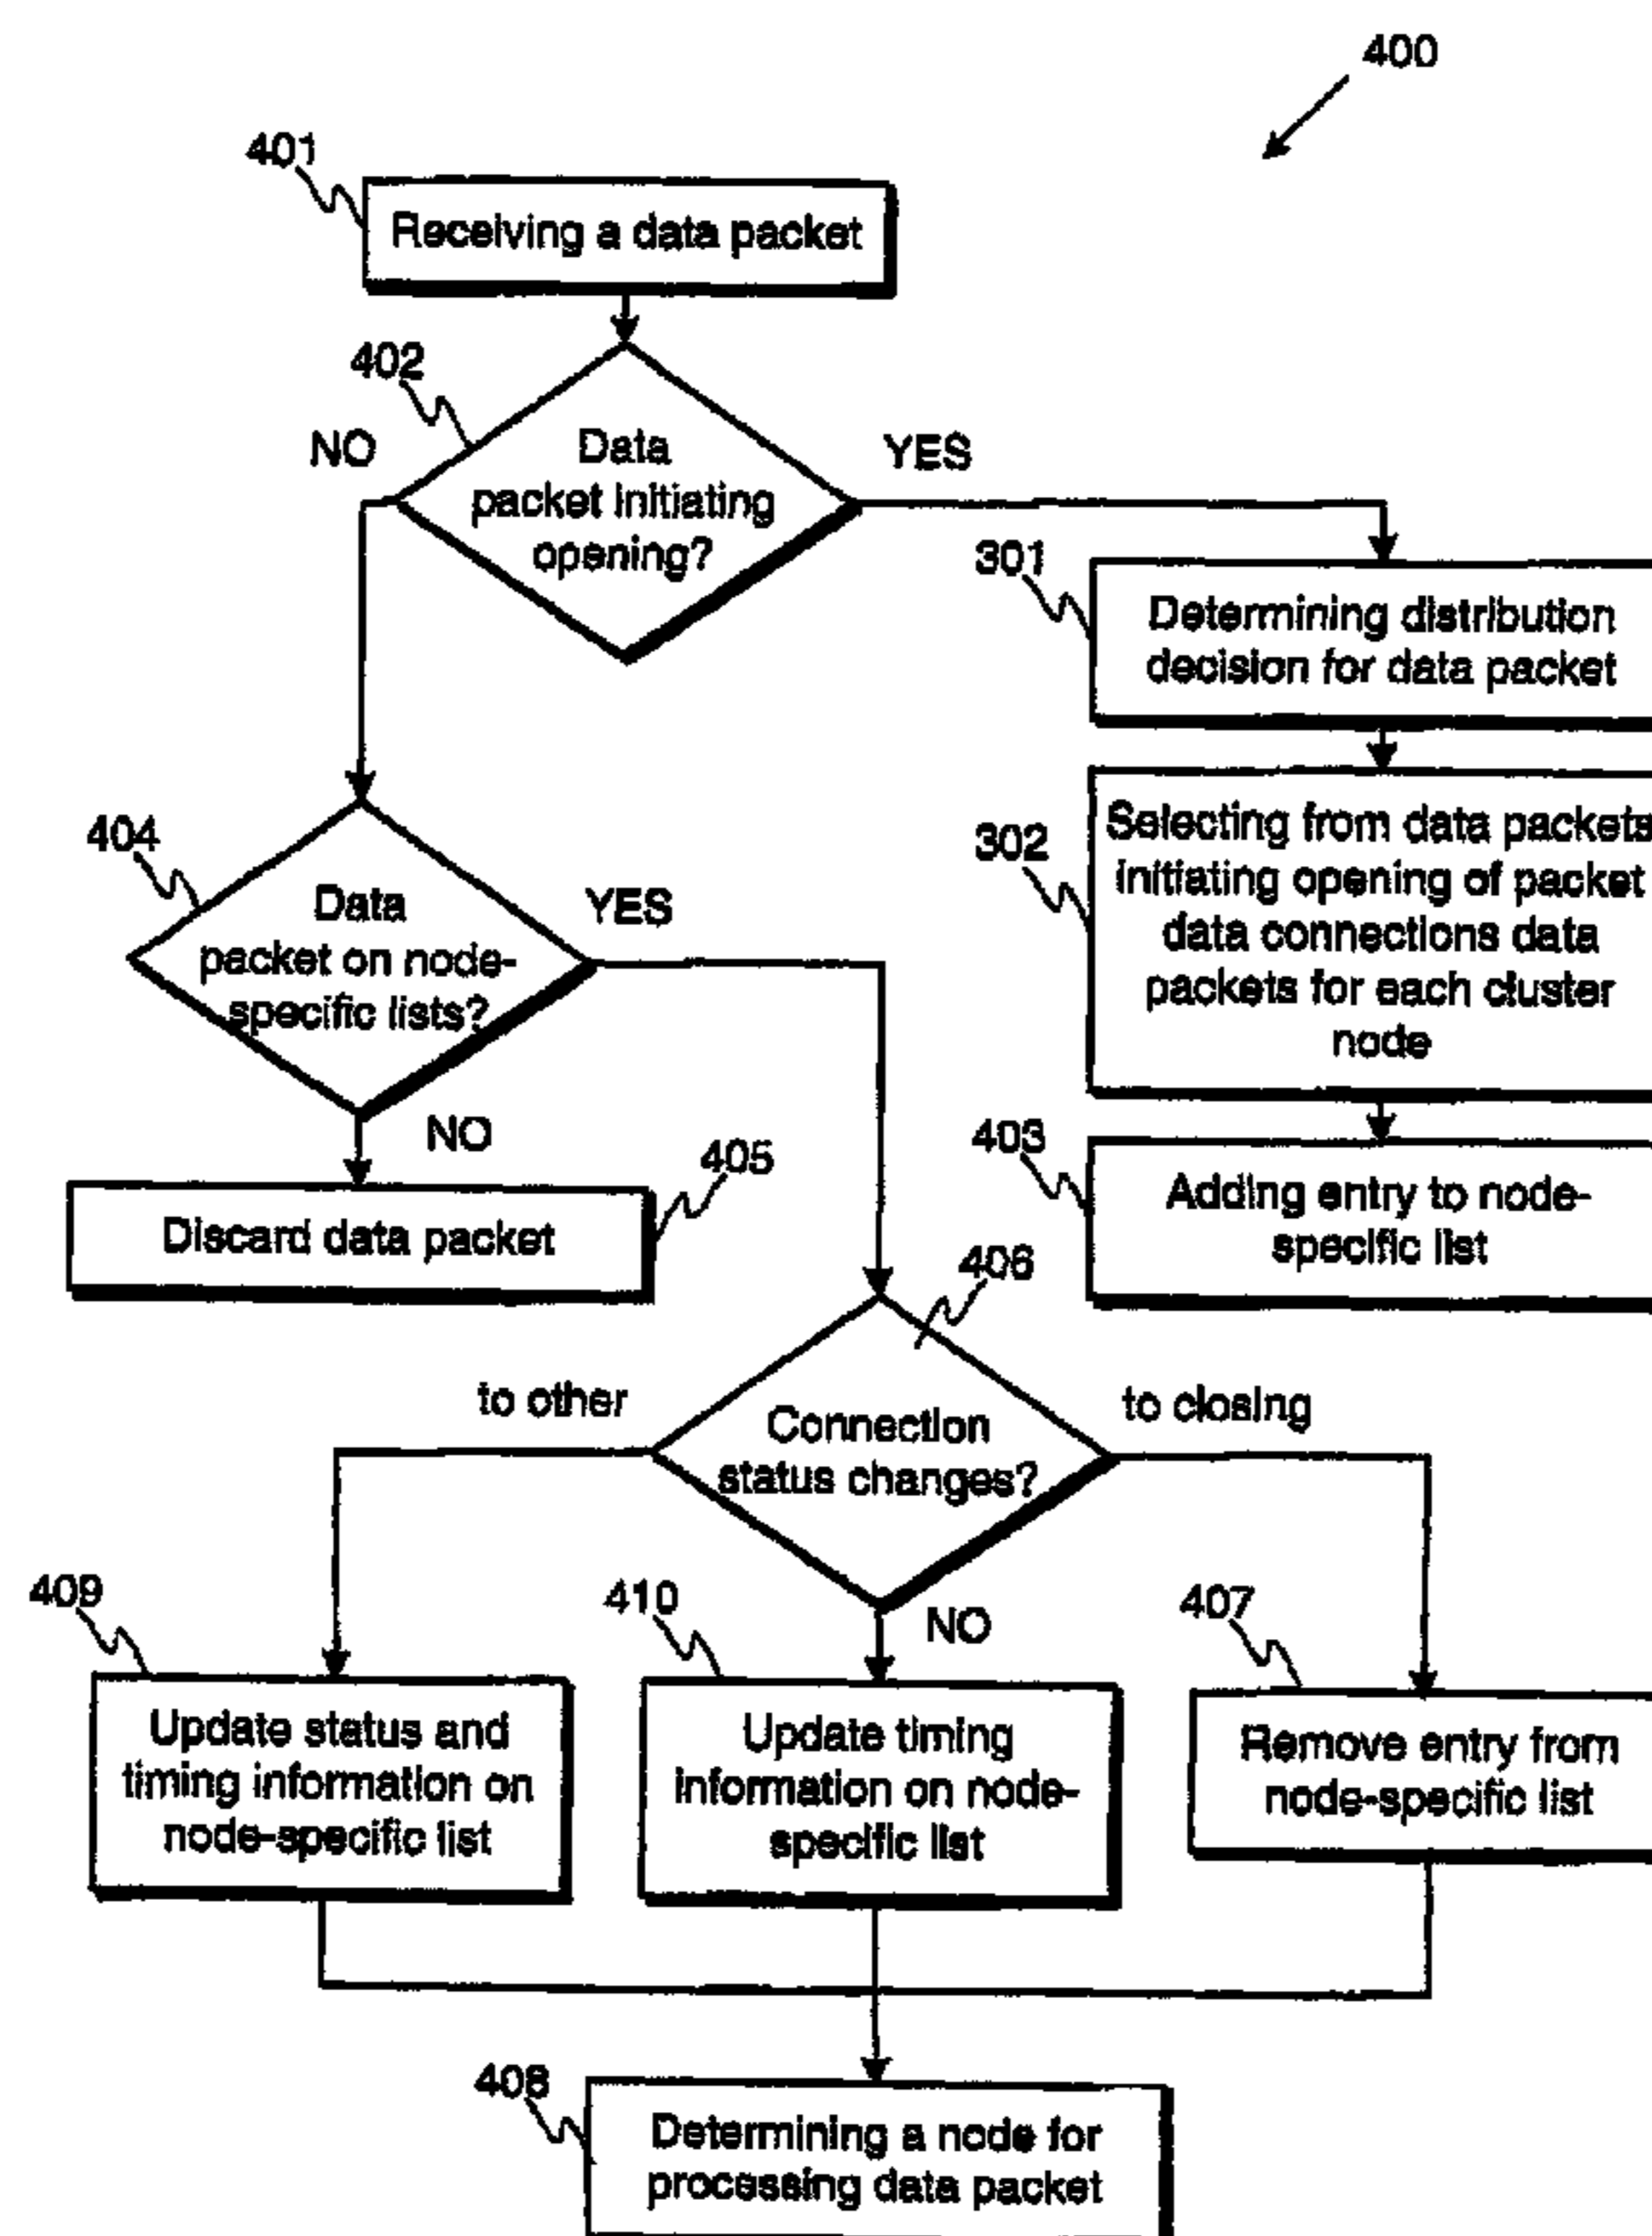 400
401
Receiving a data packet
402
NO
Data
packet initiating
opening?
YES
301
Determining distribution
decision for data packet
302
Selecting from data packets
initiating opening of packet
data connections data
packets for each cluster
node
403
Adding entry to node-
specific list
404
Data
packet on node-
specific lists?
YES
NO
405
Discard data packet
406
to other
Connection
status changes?
to closing
NO
409
Update status and
timing information on
node-specific list
410
Update timing
information on node-
specific list
407
Remove entry from
node-specific list
408
Determining a node for
processing data packet